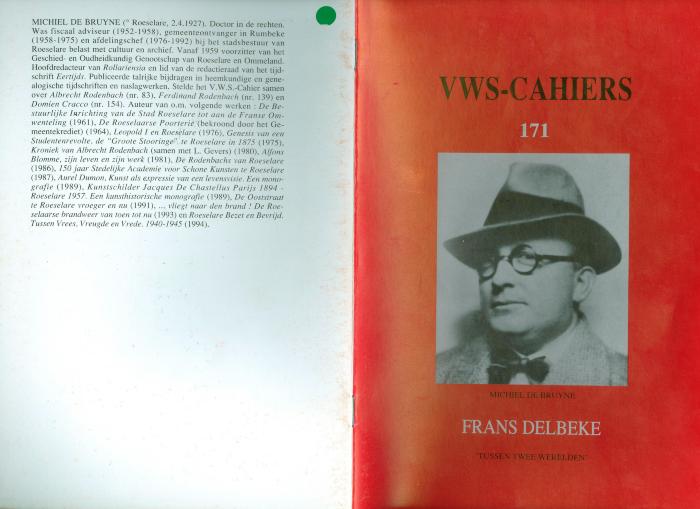 MICHIEL DE BRUYNE (° Roeselare, 2.4.1927). Doctor in de rechten.
Was fiscaal adviseur (1952-1958), gemeenteontvanger in Rumbeke
(1958-1975) en afdelingschef (1976-1992) bij het stadsbestuur van
Roeselare belast met cultuur en archief. Vanaf 1959 voorzitter van het
Geschied- en Oudheidkundig Genootschap van Roeselare en Ommeland.
Hoofdredacteur van Rollariensia en lid van de redactieraad van het tijd-
schrift Eertijds. Publiceerde talrijke bijdragen in heemkundige en genea-
logische tijdschriften en naslagwerken. Stelde het V.W.S.-Cahier samen
over Albrecht Rodenbach (nr. 83), Ferdinand Rodenbach (nr. 139) en
Domien Cracco (nr. 154). Auteur van o.m. volgende werken : De Be-
stuurlijke Inrichting van de Stad Roeselare tot aan de Franse Om-
wenteling (1961), De Roeselaarse Poorterie (bekroond door het Ge-
meentekrediet) (1964), Leopold I en Roeselare (1976), Genesis van een
Studentenrevolte. de "Groote Stooringe" te Roeselare in 1875 (1975),
Kroniek van Albrecht Rodenbach (samen met L. Gevers) (1980), Alfons
Blomme, zijn leven en zijn werk (1981), De Rodenbachs van Roeselare
(1986), 150 jaar Stedelijke Academie voor Schone Kunsten te Roeselare
(1987), Aurel Dumon, Kunst als expressie van een levensvisie. Een mono-
grafie (1989), Kunstschilder Jacques De Chastellus Parijs 1894 -
Roeselare 1957. Een kunsthistorische monografie (1989), De Ooststraat
te Roeselare vroeger en nu (1991), ... vliegt naar den brand ! De Roe-
selaarse brandweer van toen tot nu (1993) en Roeselare Bezet en Bevrijd.
Tussen Vrees, Vreugde en Vrede. 1940-1945 (1994).
VWS-CAHIERS
171
MICHIEL DE BRUYNE
FRANS DELBEKE
"TUSSEN TWEE WERELDEN"